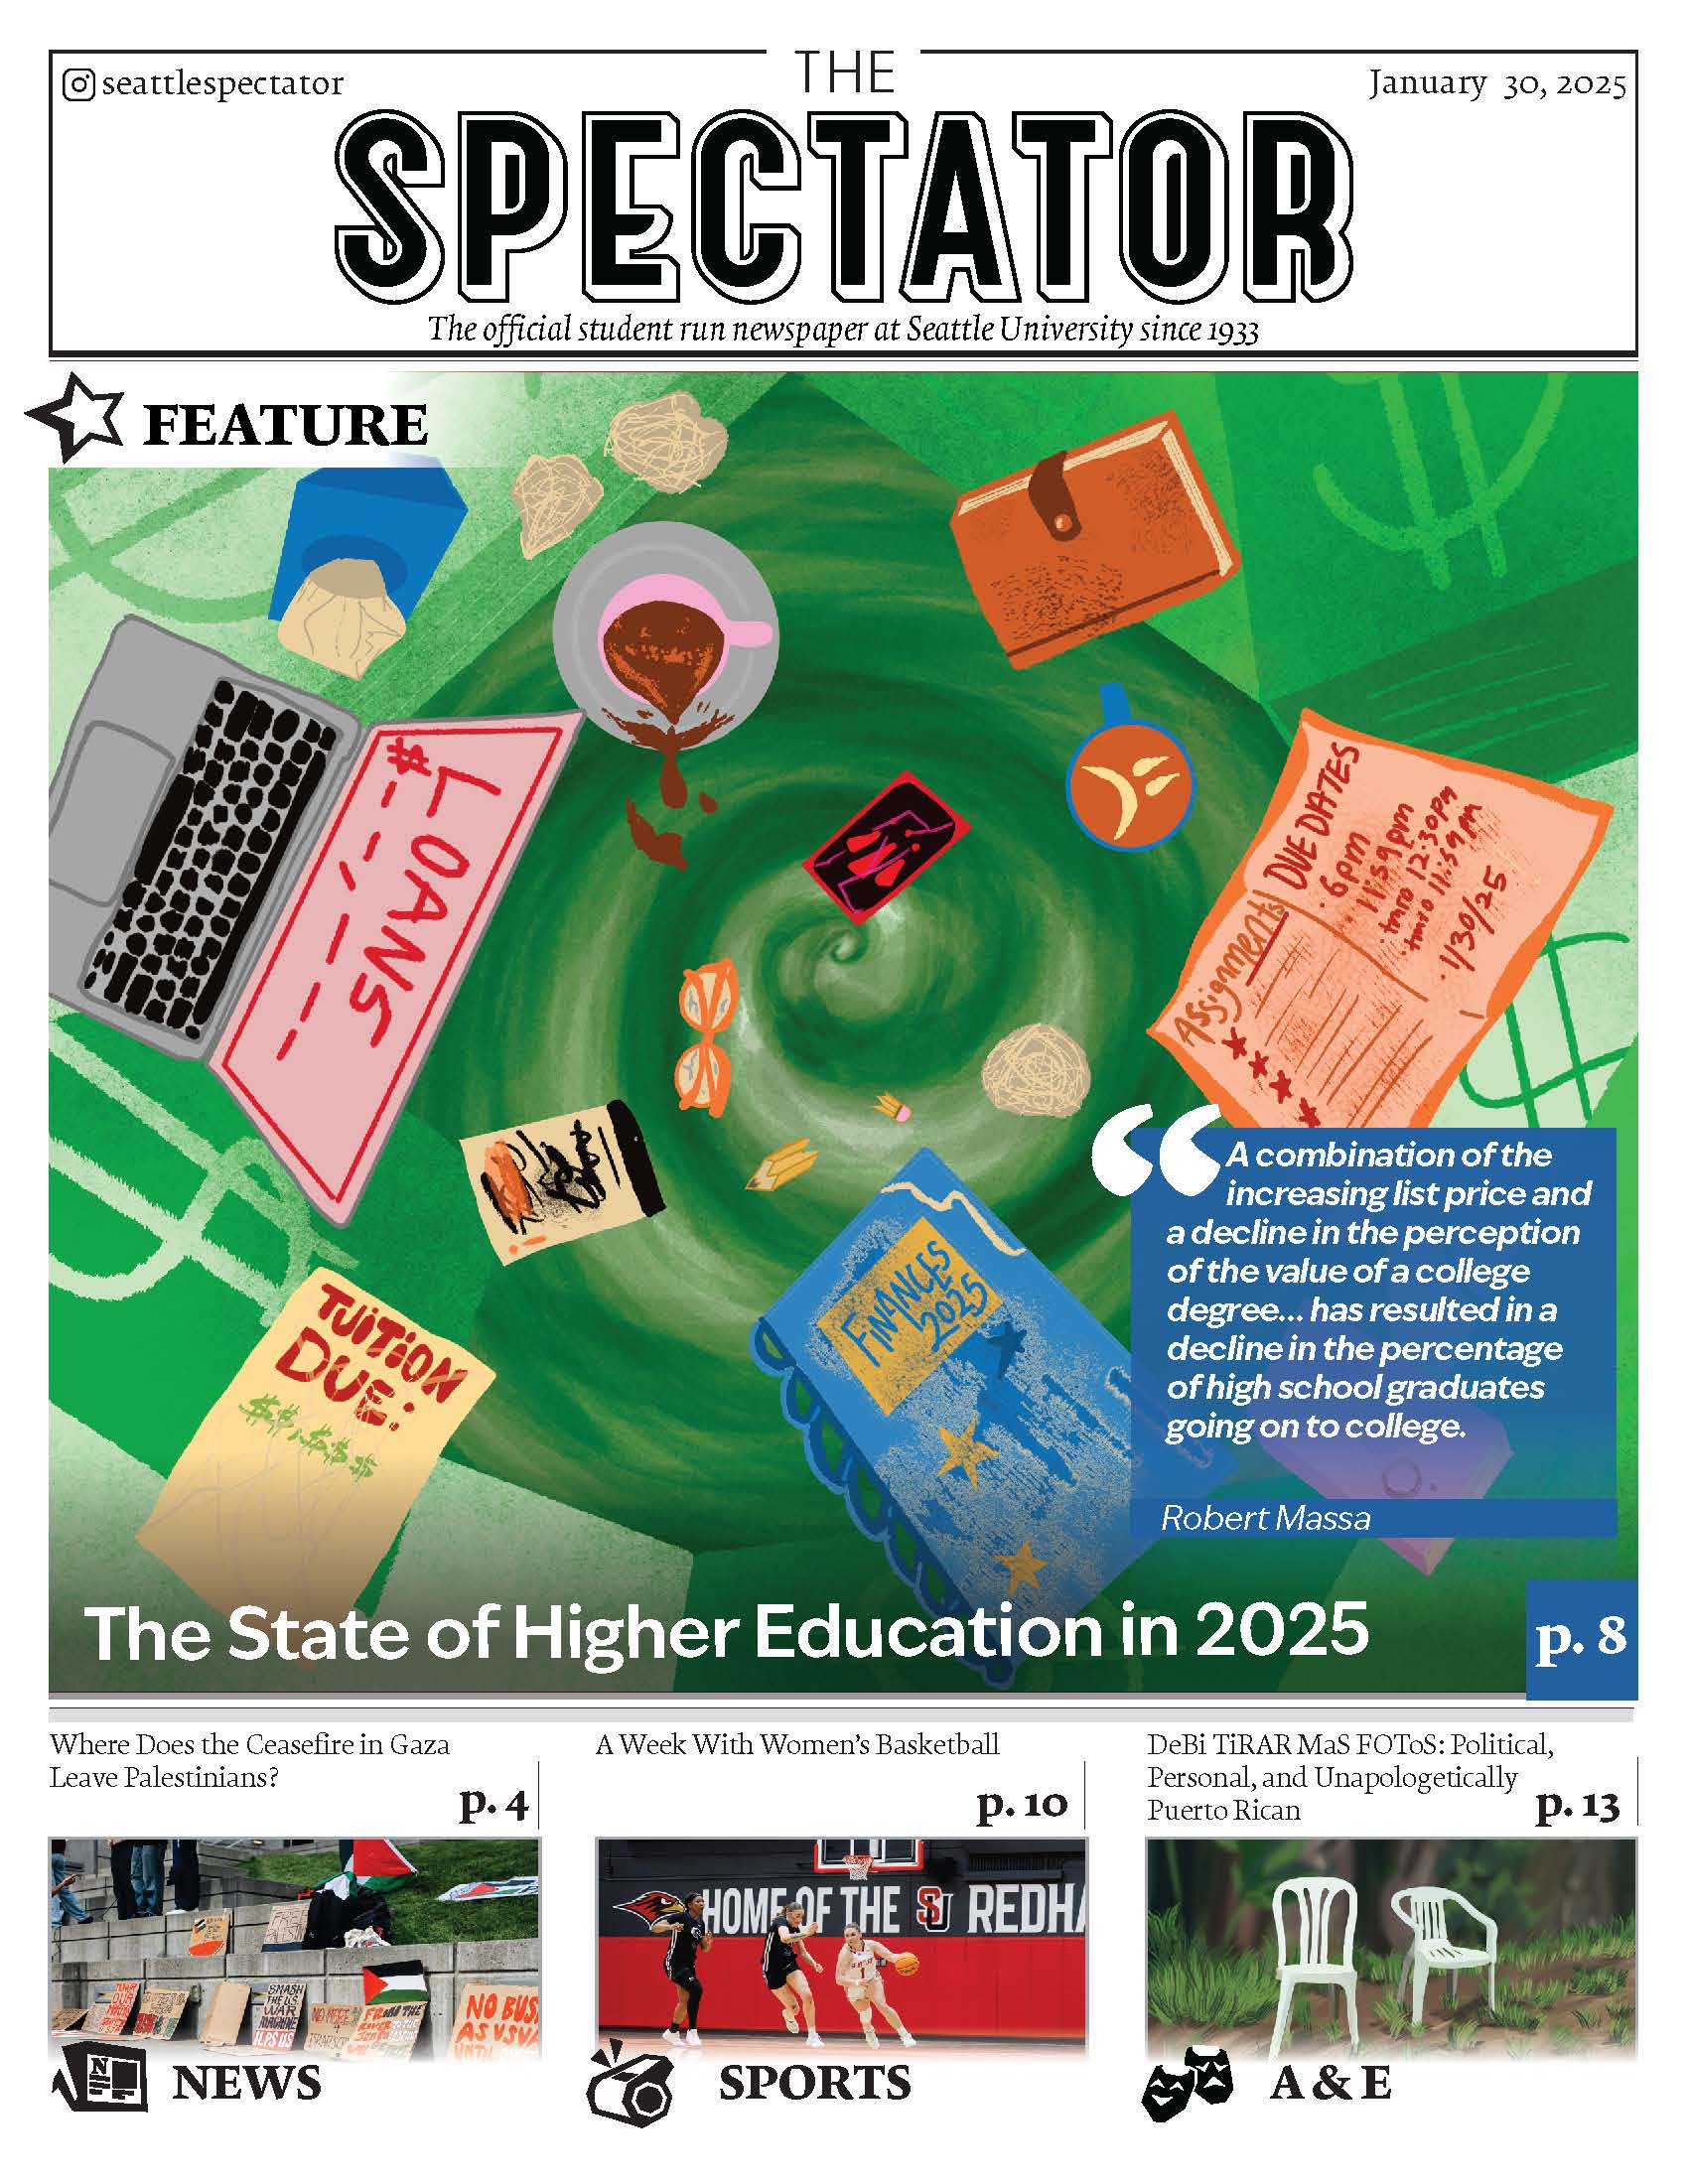 seattlespectator
THE
January 30, 2025
SPECTATOR
The official student run newspaper at Seattle University since 1933
FEATURE
LOANS
$
Assignments
DUE DATES
6pm
11:59pm
tmro 12:30pm
tmro 11:59pm
1/30/25
FINANCES
2025
TUITION
DUE:
$$,$$$
“
A combination of the
increasing list price and
a decline in the perception
of the value of a college
degree... has resulted in a
decline in the percentage
of high school graduates
going on to college.
Robert Massa
The State of Higher Education in 2025
p. 8
Where Does the Ceasefire in Gaza
Leave Palestinians?
p. 4
A Week With Women's Basketball
p. 10
DeBi TiRAR MaS FOToS: Political,
Personal, and Unapologetically
Puerto Rican
p. 13
SMASH
THE U.S.
WAR
MACHINE
ILPS US
FROM THE
RIVER
NO BUS
AS USUA
UNTIL
HOME OF THE SU REDHA
1
N
NEWS
SPORTS
A & E